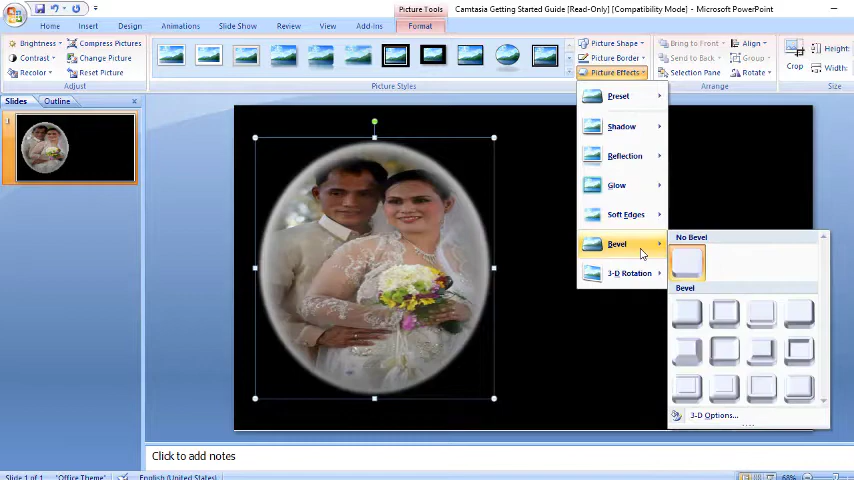 Picture Tools
Camtasia Getting Started Guide [Read-Only] [Compatibility Mode] - PowerPoint
Home Insert Design Animations Slide Show Review View Add-ins Format
Brightness Compress Pictures Picture Shape Bring to Front Align Height:
Contrast Change Picture Picture Border Send to Back Group Crop Width:
Recolor Reset Picture Picture Effects Selection Pane Rotate
Adjust Picture Styles Arrange Size
Slides Outline
1
Preset
Shadow
Reflection
Glow
Soft Edges
Bevel
3-D Rotation
No Bevel
Bevel
3-D Options...
Click to add notes
Slide 1 of 1 "Office Theme" English (United States) 68%